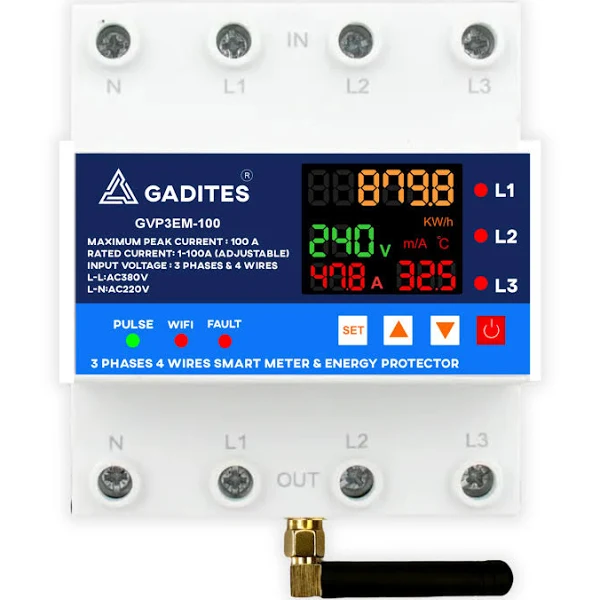 IN
N L1 L2 L3
GADITES ®
GVP3EM-100
MAXIMUM PEAK CURRENT : 100 A
RATED CURRENT: 1-100A (ADJUSTABLE)
INPUT VOLTAGE : 3 PHASES & 4 WIRES
L-L:AC380V
L-N:AC220V
879.8
KW/h
240 V m/A °C
47.8 A 32.5
L1
L2
L3
PULSE WIFI FAULT
SET
3 PHASES 4 WIRES SMART METER & ENERGY PROTECTOR
N L1 L2 L3
OUT